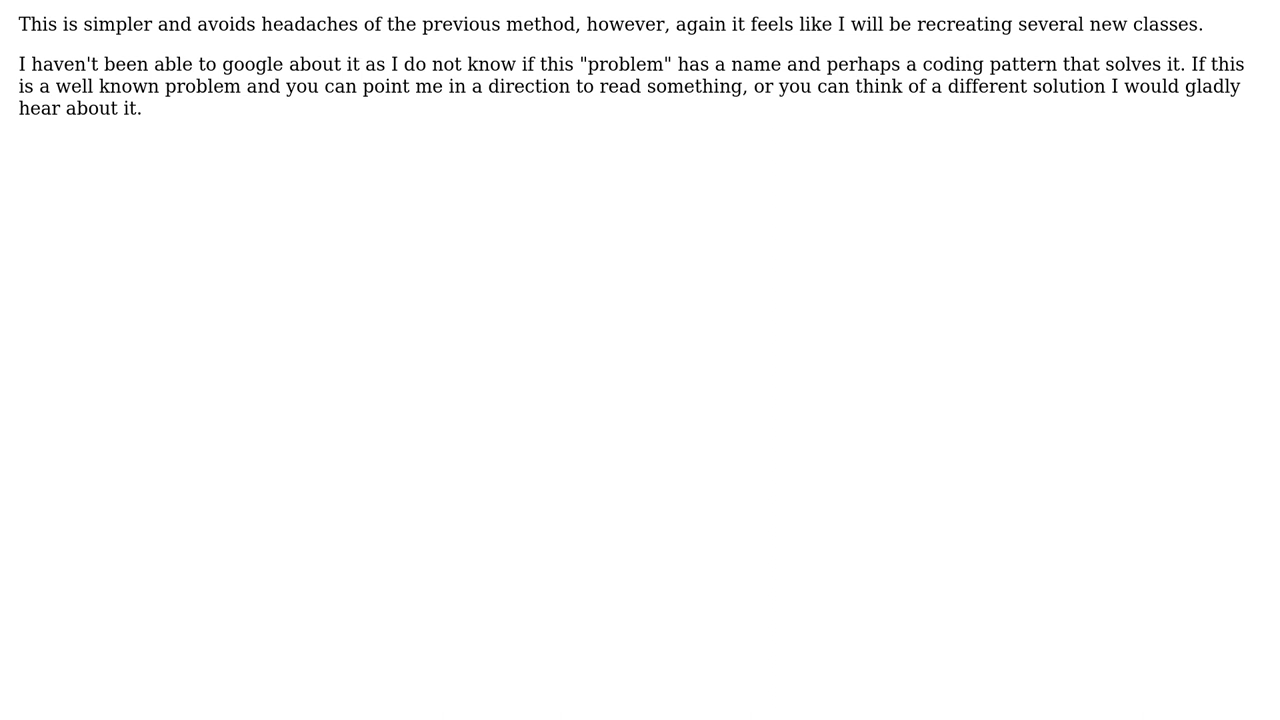 This is simpler and avoids headaches of the previous method, however, again it feels like I will be recreating several new classes.
I haven't been able to google about it as I do not know if this "problem" has a name and perhaps a coding pattern that solves it. If this
is a well known problem and you can point me in a direction to read something, or you can think of a different solution I would gladly
hear about it.